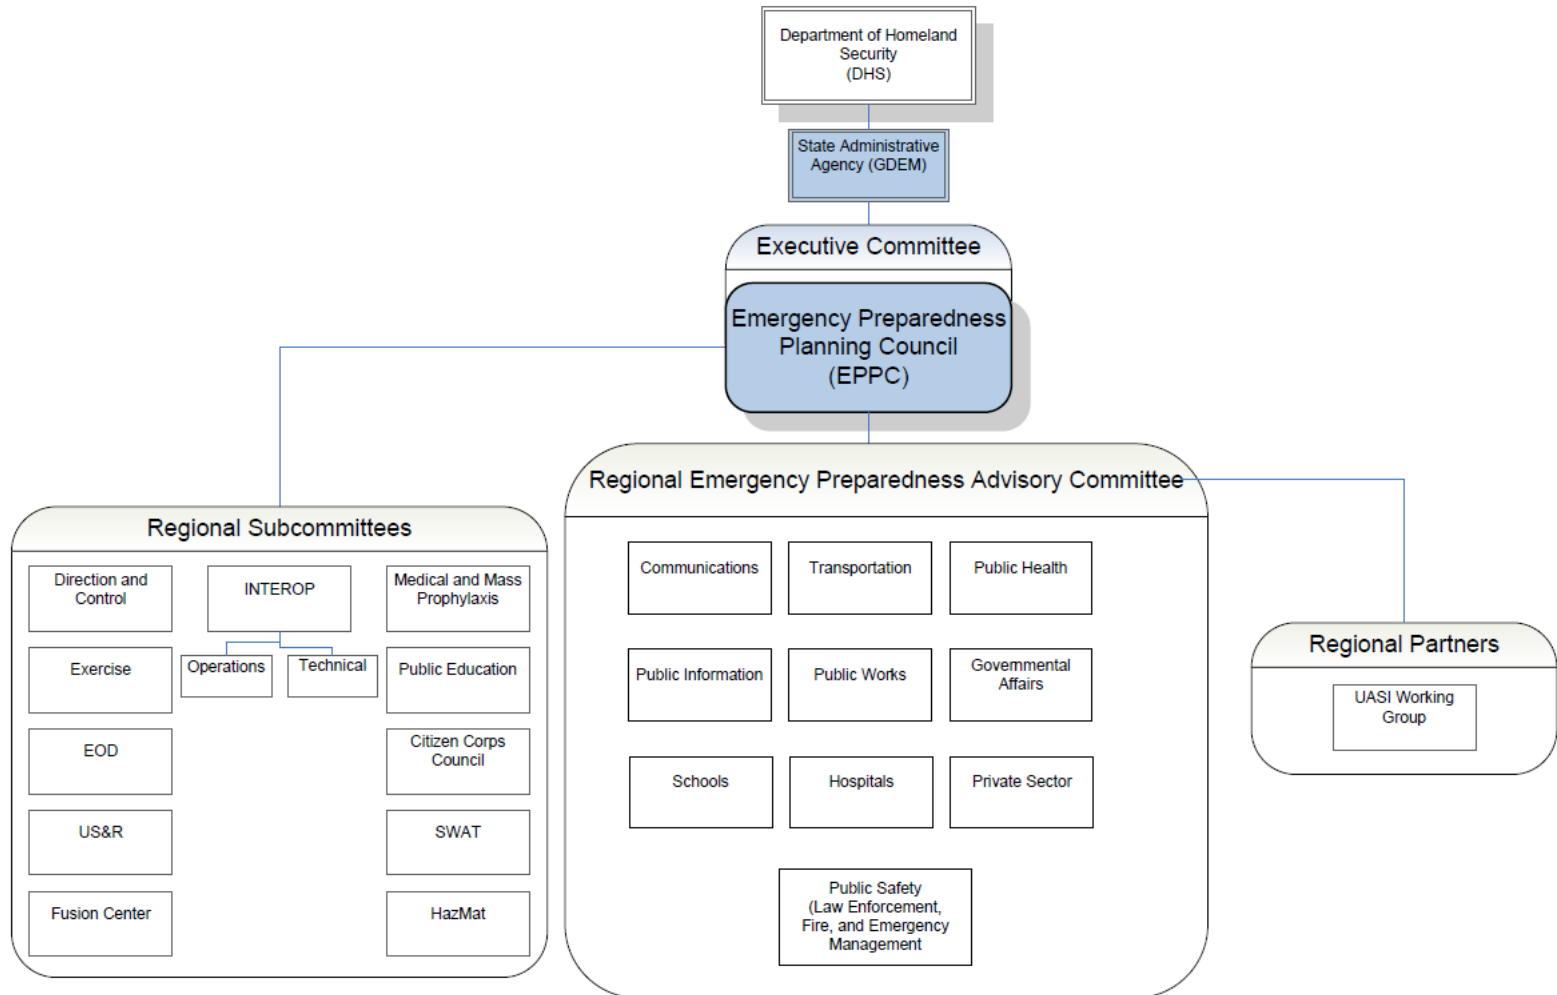 Department of Homeland
Security
(DHS)
State Administrative
Agency (GDEM)
Executive Committee
Emergency Preparedness
Planning Council
(EPPC)
Regional Subcommittees
Direction and
Control
INTEROP
Medical and Mass
Prophylaxis
Exercise
Operations
Technical
Public Education
EOD
Citizen Corps
Council
US&R
SWAT
Fusion Center
HazMat
Regional Emergency Preparedness Advisory Committee
Communications
Transportation
Public Health
Public Information
Public Works
Governmental
Affairs
Schools
Hospitals
Private Sector
Public Safety
(Law Enforcement,
Fire, and Emergency
Management
Regional Partners
UASI Working
Group